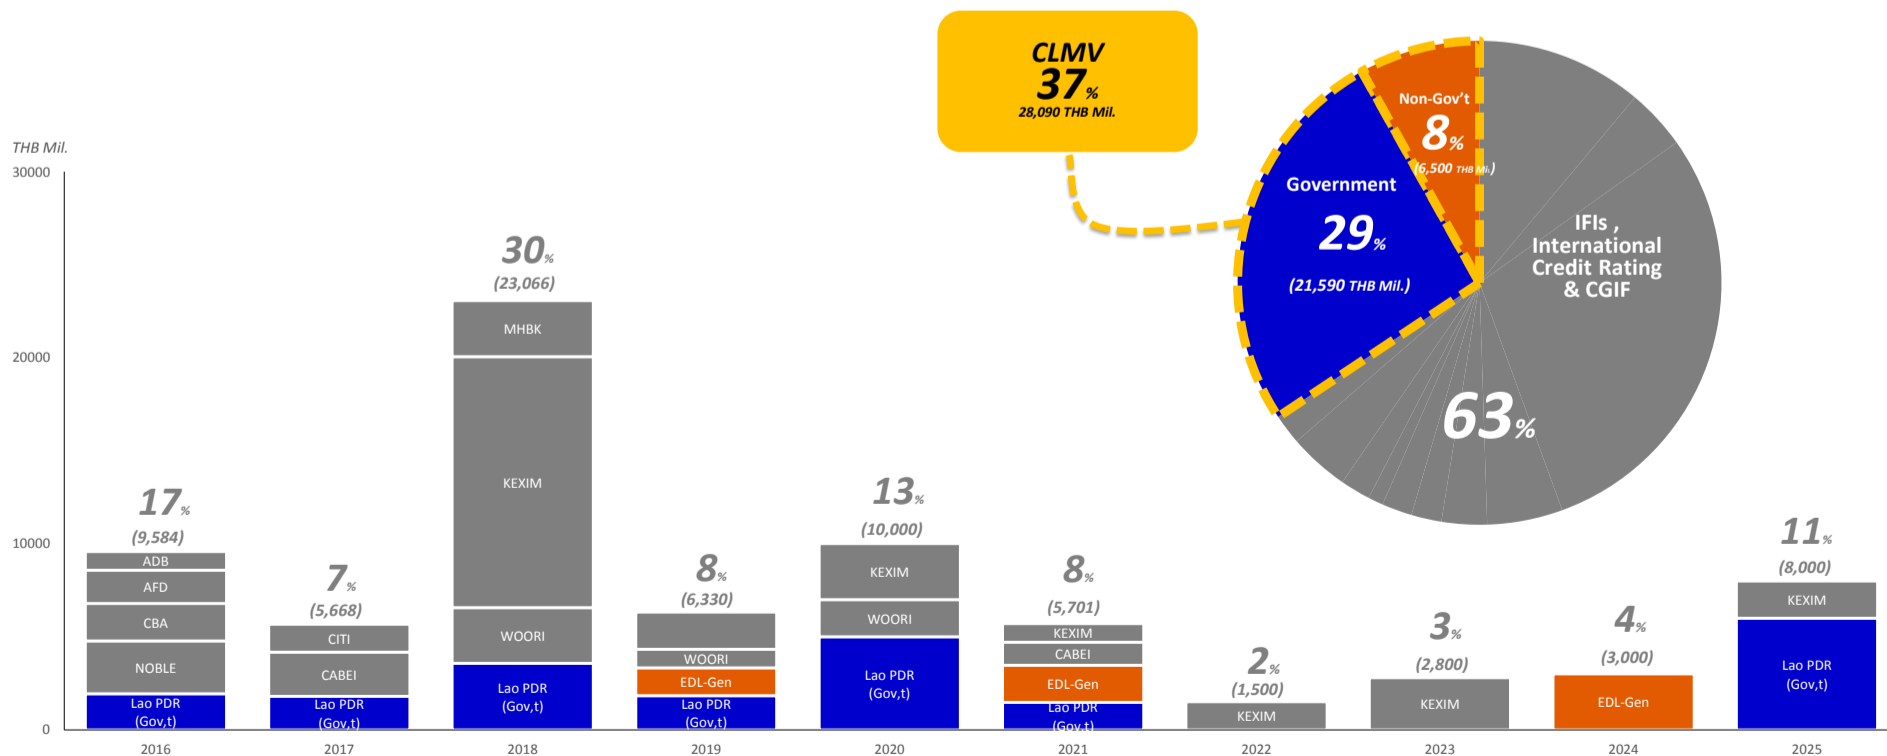 CLMV
37%
28,090 THB Mil.
Non-Gov't
8%
(6,500 THB Mil.)
Government
29%
(21,590 THB Mil.)
IFIs ,
International
Credit Rating
& CGIF
63%
THB Mil.
30000
20000
10000
0
17%
(9,584)
ADB
AFD
CBA
NOBLE
Lao PDR
(Gov,t)
2016
7%
(5,668)
CITI
CABEI
Lao PDR
(Gov,t)
2017
30%
(23,066)
MHBK
KEXIM
WOORI
Lao PDR
(Gov,t)
2018
8%
(6,330)
WOORI
EDL-Gen
Lao PDR
(Gov,t)
2019
13%
(10,000)
KEXIM
WOORI
Lao PDR
(Gov,t)
2020
8%
(5,701)
KEXIM
CABEI
EDL-Gen
Lao PDR
(Gov,t)
2021
2%
(1,500)
KEXIM
2022
3%
(2,800)
KEXIM
2023
4%
(3,000)
EDL-Gen
2024
11%
(8,000)
KEXIM
Lao PDR
(Gov,t)
2025